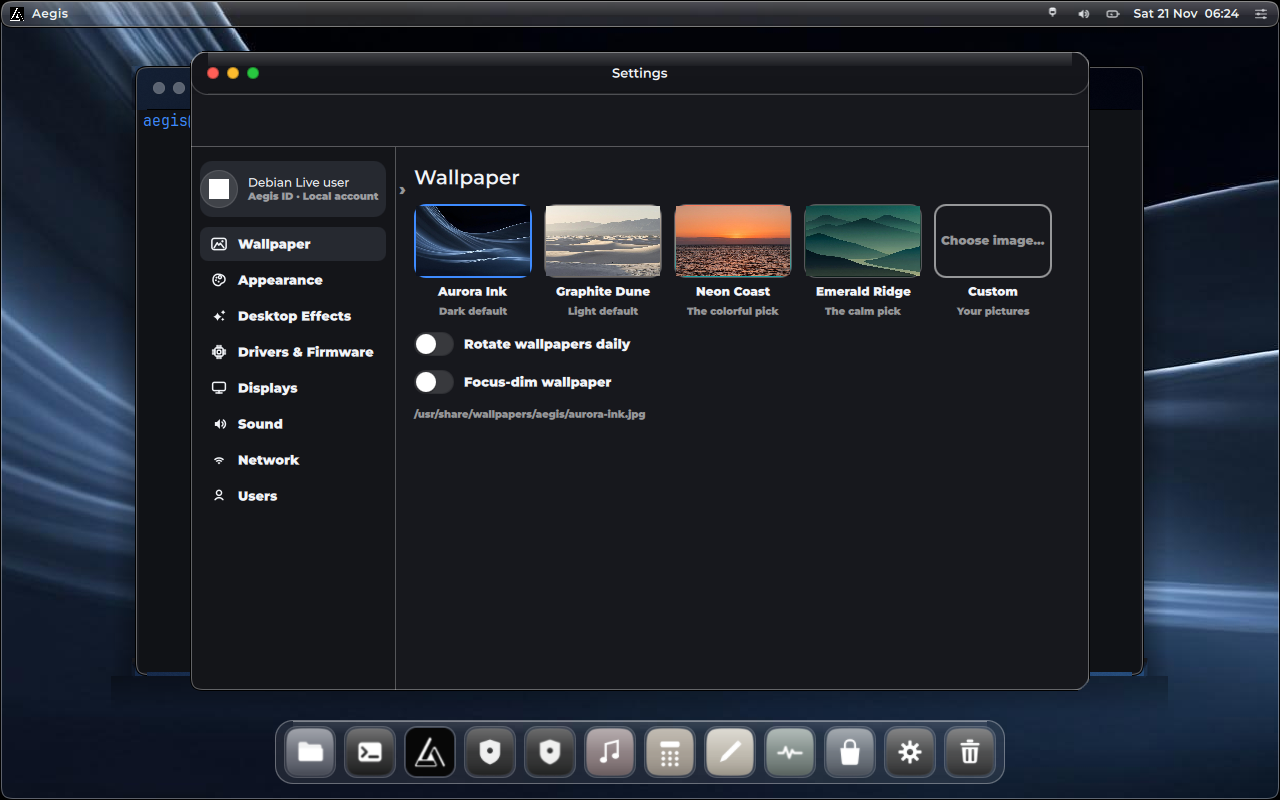 Aegis
Sat 21 Nov 06:24
Settings
aegis@
Debian Live user
Aegis ID • Local account
Wallpaper
Appearance
Desktop Effects
Drivers & Firmware
Displays
Sound
Network
Users
Wallpaper
Choose image...
Aurora Ink
Graphite Dune
Neon Coast
Emerald Ridge
Custom
Dark default
Light default
The colorful pick
The calm pick
Your pictures
Rotate wallpapers daily
Focus-dim wallpaper
/usr/share/wallpapers/aegis/aurora-ink.jpg